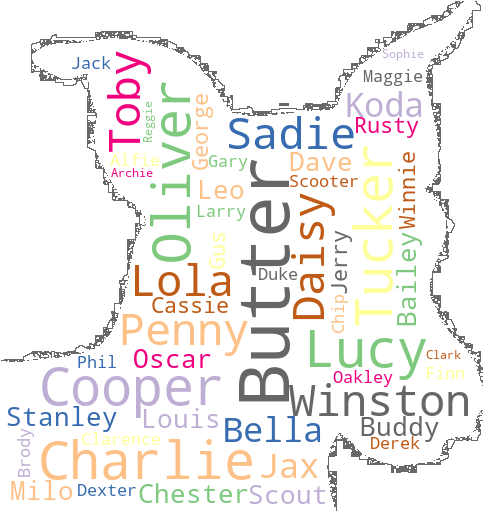 Sophie
Jack
Maggie
Toby
Koda
Reggie
George
Sadie
Rusty
Oliver
Alfie
Gary
Dave
Archie
Scooter
Leo
Tucker
Winnie
Larry
Butter
Daisy
Gus
Jerry
Bailey
Duke
Lola
Cassie
Chip
Penny
Lucy
Oscar
Phil
Clark
Finn
Oakley
Cooper
Winston
Stanley
Louis
Bella
Buddy
Clarence
Derek
Brody
Charlie
Jax
Milo
Dexter
Chester
Scout